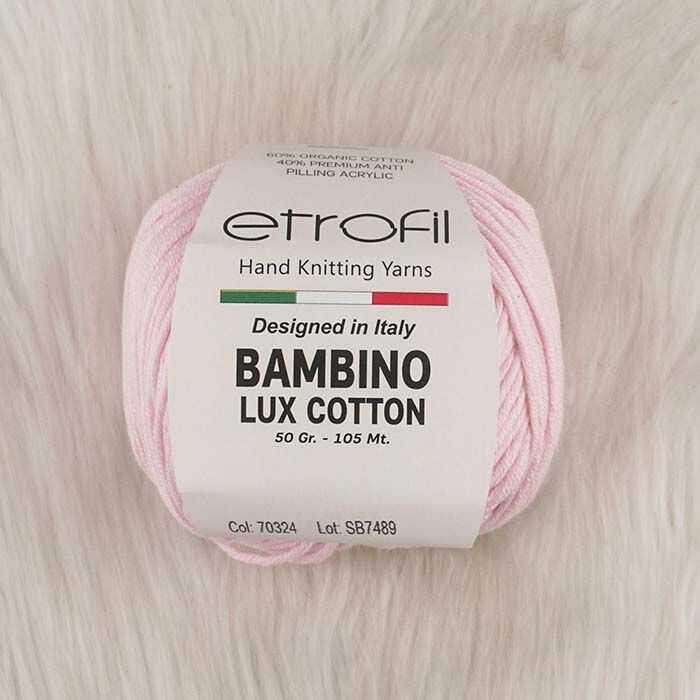 60% ORGANIC COTTON
40% PREMIUM ANTI
PILLING ACRYLIC
etrofil
Hand Knitting Yarns
Designed in Italy
BAMBINO
LUX COTTON
50 Gr. - 105 Mt.
Col: 70324 Lot: SB7489